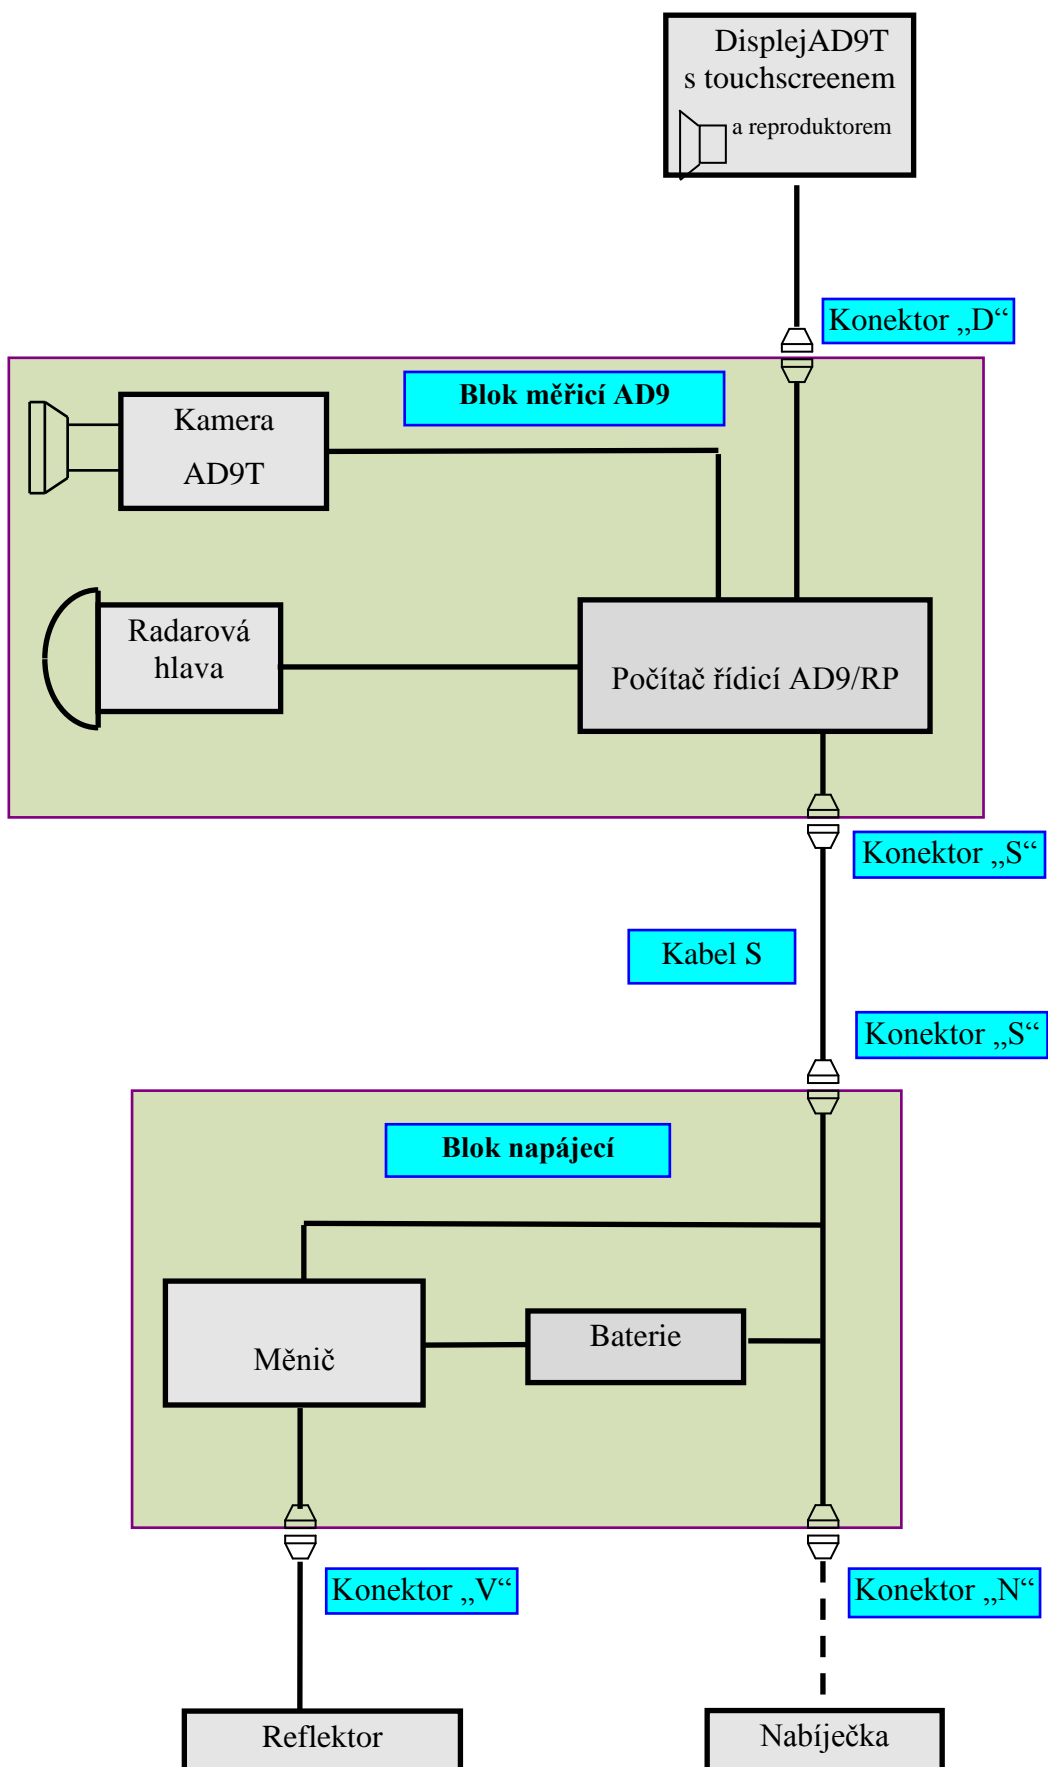 DisplejAD9T
s touchscreenem
a reproduktorem
Konektor „D“
Blok měřicí AD9
Kamera
AD9T
Radarová
hlava
Počítač řídicí AD9/RP
Konektor „S“
Kabel S
Konektor „S“
Blok napájecí
Měnič
Baterie
Konektor „V“
Konektor „N“
Reflektor
Nabíječka